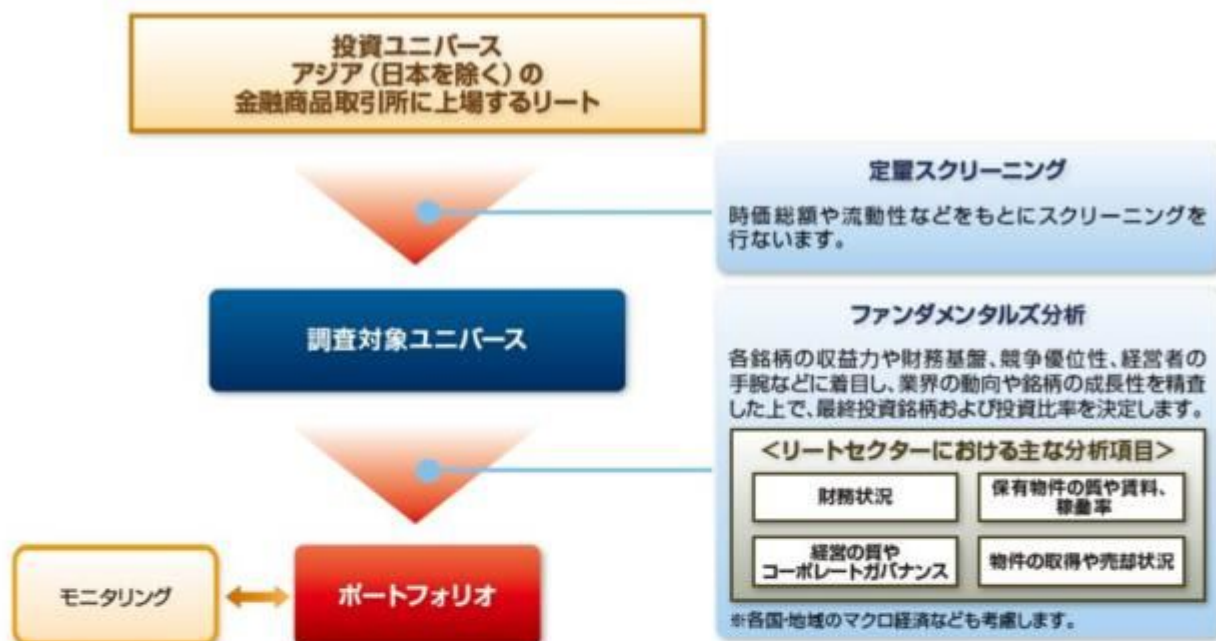 投資ユニバース
アジア（日本を除く）の
金融商品取引所に上場するリート
定量スクリーニング
時価総額や流動性などをもとにスクリーニングを
行ないます。
調査対象ユニバース
ファンダメンタルズ分析
各銘柄の収益力や財務基盤、競争優位性、経営者の
手腕などに着目し、業界の動向や銘柄の成長性を精査
した上で、最終投資銘柄および投資比率を決定します。
＜リートセクターにおける主な分析項目＞
財務状況
保有物件の質や賃料、
稼働率
経営の質や
コーポレートガバナンス
物件の取得や売却状況
※各国・地域のマクロ経済なども考慮します。
モニタリング
ポートフォリオ